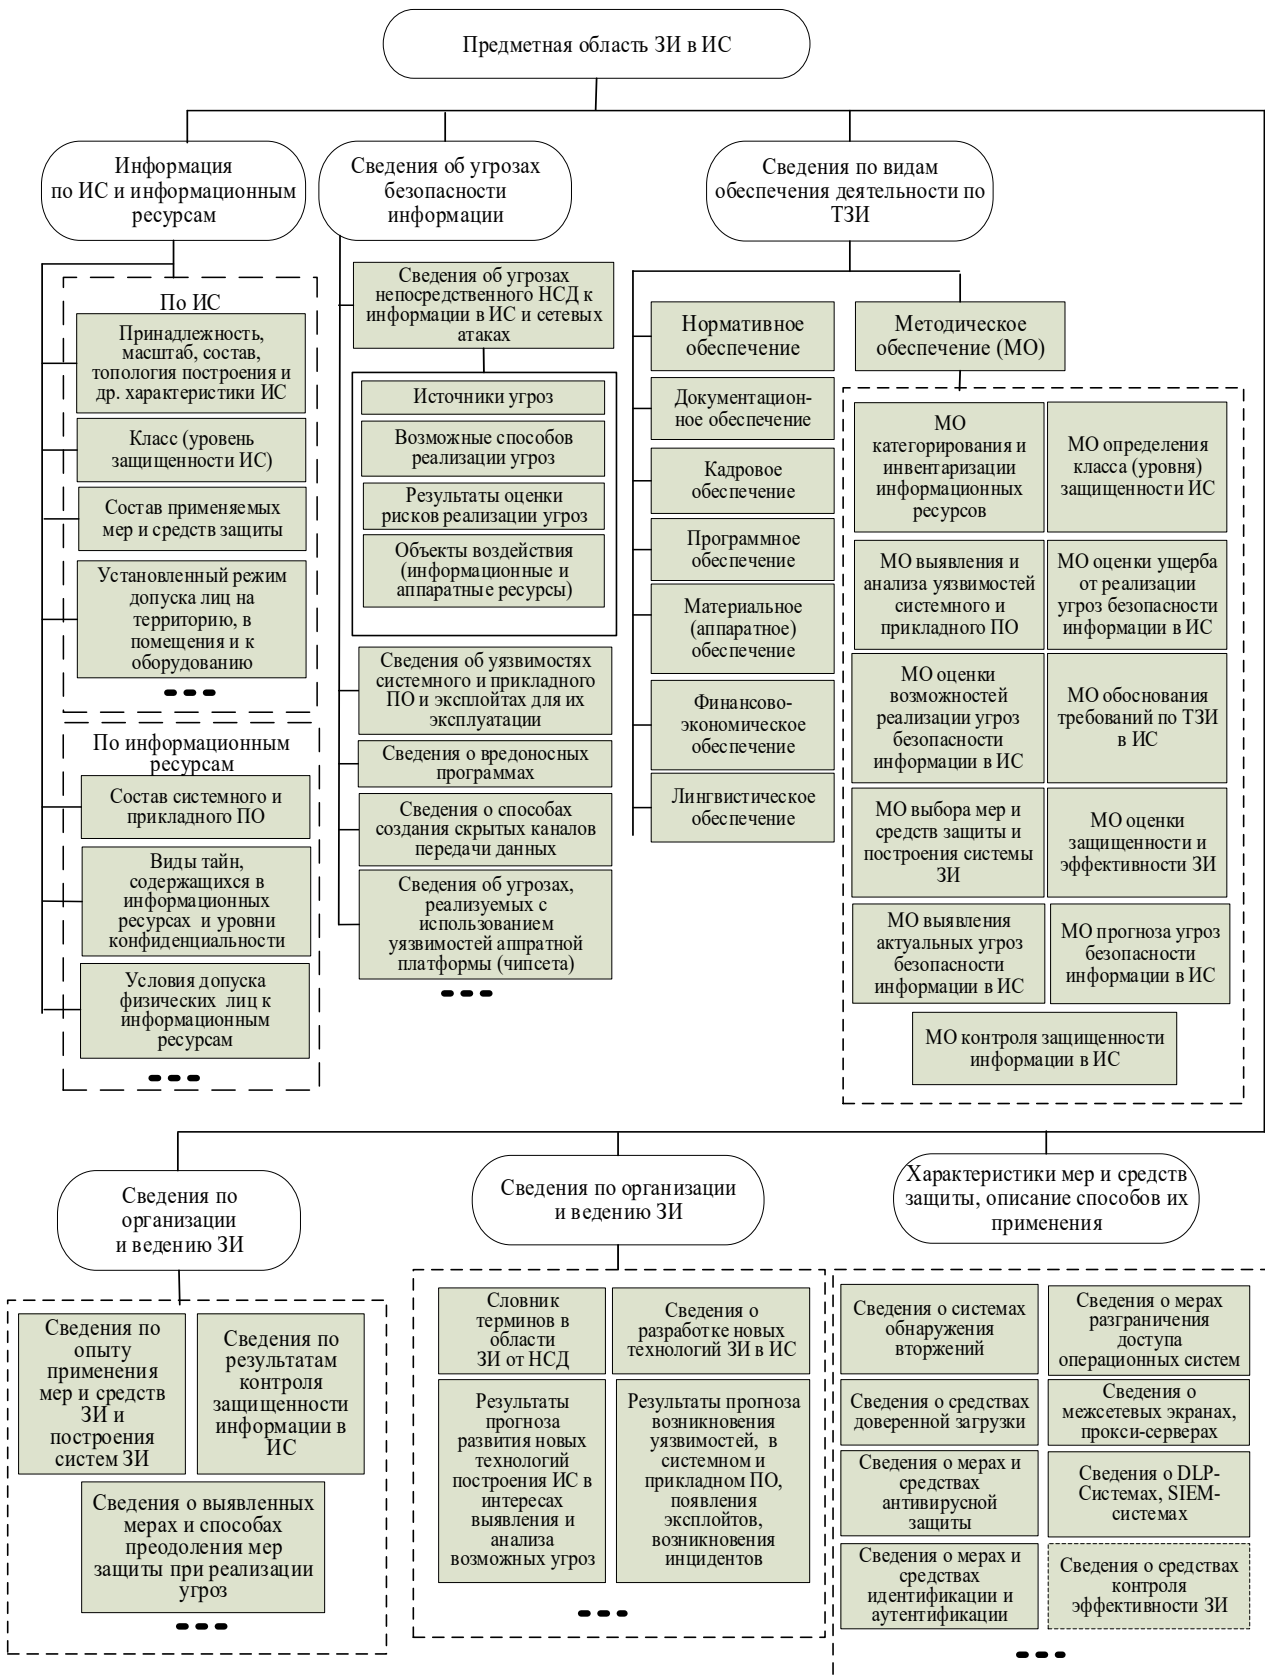 Предметная область ЗИ в ИС
Информация
по ИС и информационным
ресурсам
Сведения об угрозах
безопасности
информации
Сведения по видам
обеспечения деятельности по
ТЗИ
По ИС
Принадлежность,
масштаб, состав,
топология построения и
др. характеристики ИС
Класс (уровень
защищенности ИС)
Состав применяемых
мер и средств защиты
Установленный режим
допуска лиц на
территорию, в
помещения и к
оборудованию
По информационным
ресурсам
Состав системного и
прикладного ПО
Виды тайн,
содержащихся в
информационных
ресурсах и уровни
конфиденциальности
Условия допуска
физических лиц к
информационным
ресурсам
Сведения об угрозах
непосредственного НСД к
информации в ИС и сетевых
атаках
Источники угроз
Возможные способов
реализации угроз
Результаты оценки
рисков реализации угроз
Объекты воздействия
(информационные и
аппаратные ресурсы)
Сведения об уязвимостях
системного и прикладного
ПО и эксплойтах для их
эксплуатации
Сведения о вредоносных
программах
Сведения о способах
создания скрытых каналов
передачи данных
Сведения об угрозах,
реализуемых с
использованием
уязвимостей аппратной
платформы (чипсета)
Нормативное
обеспечение
Документацион-
ное обеспечение
Кадровое
обеспечение
Программное
обеспечение
Материальное
(аппаратное)
обеспечение
Финансово-
экономическое
обеспечение
Лингвистическое
обеспечение
Методическое
обеспечение (МО)
МО
категорирования и
инвентаризации
информационных
ресурсов
МО определения
класса (уровня)
защищенности ИС
МО выявления и
анализа уязвимостей
системного и
прикладного ПО
МО оценки ущерба
от реализации
угроз безопасности
информации в ИС
МО оценки
возможностей
реализации угроз
безопасности
информации в ИС
МО обоснования
требований по ТЗИ
в ИС
МО выбора мер и
средств защиты и
построения системы
ЗИ
МО оценки
защищенности и
эффективности ЗИ
МО выявления
актуальных угроз
безопасности
информации в ИС
МО прогноза угроз
безопасности
информации в ИС
МО контроля защищенности
информации в ИС
Сведения по
организации
и ведению ЗИ
Сведения по организации
и ведению ЗИ
Характеристики мер и средств
защиты, описание способов их
применения
Сведения по
опыту
применения
мер и средств
ЗИ и
построения
систем ЗИ
Сведения по
результатам
контроля
защищенности
информации в
ИС
Сведения о выявленных
мерах и способах
преодоления мер
защиты при реализации
угроз
Словник
терминов в
области
ЗИ от НСД
Сведения о
разработке новых
технологий ЗИ в ИС
Результаты
прогноза
развития новых
технологий
построения ИС в
интересах
выявления и
анализа
возможных угроз
Результаты прогноза
возникновения
уязвимостей, в
системном и
прикладном ПО,
появления
эксплойтов,
возникновения
инцидентов
Сведения о системах
обнаружения
вторжений
Сведения о мерах
разграничения
доступа
операционных систем
Сведения о средствах
доверенной загрузки
Сведения о
межсетевых экранах,
прокси-серверах
Сведения о мерах и
средствах
антивирусной
защиты
Сведения о DLP-
Системах, SIEM-
системах
Сведения о мерах и
средствах
идентификации и
аутентификации
Сведения о средствах
контроля
эффективности ЗИ